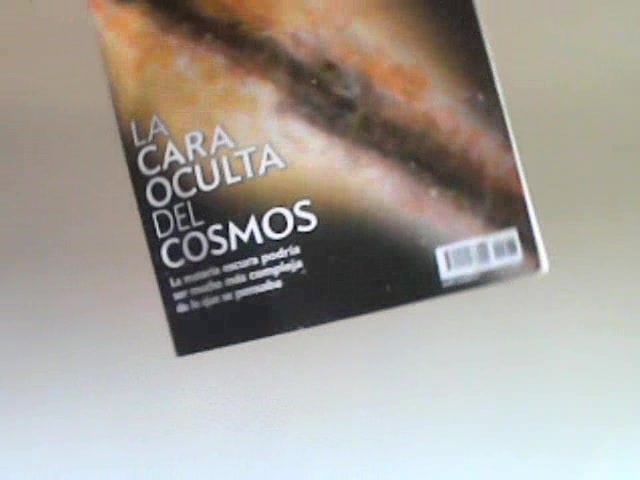 LA
CARA
OCULTA
DEL
COSMOS
La materia oscura podría
ser mucho más compleja
de lo que se pensaba